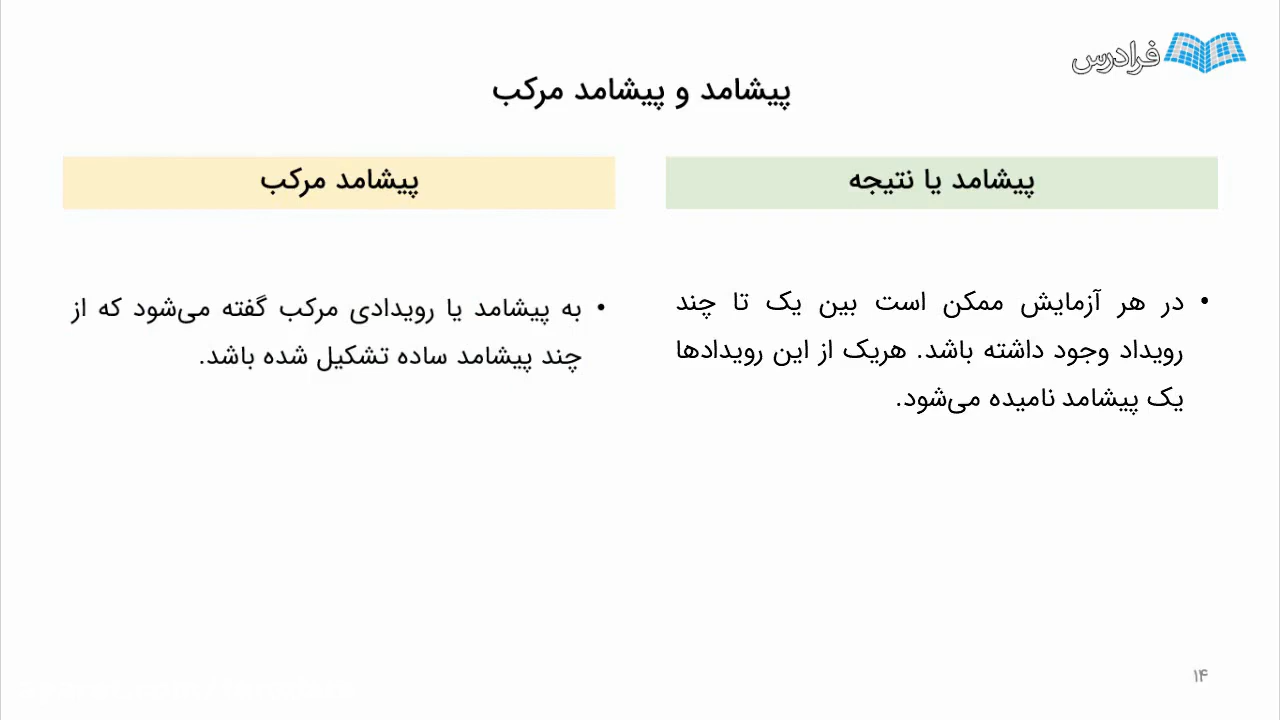 فرادرس
پیشامد و پیشامد مرکب
پیشامد یا نتیجه
• در هر آزمایش ممکن است بین یک تا چند
رویداد وجود داشته باشد. هریک از این رویدادها
یک پیشامد نامیده می‌شود.
پیشامد مرکب
• به پیشامد یا رویدادی مرکب گفته می‌شود که از
چند پیشامد ساده تشکیل شده باشد.
۱۴